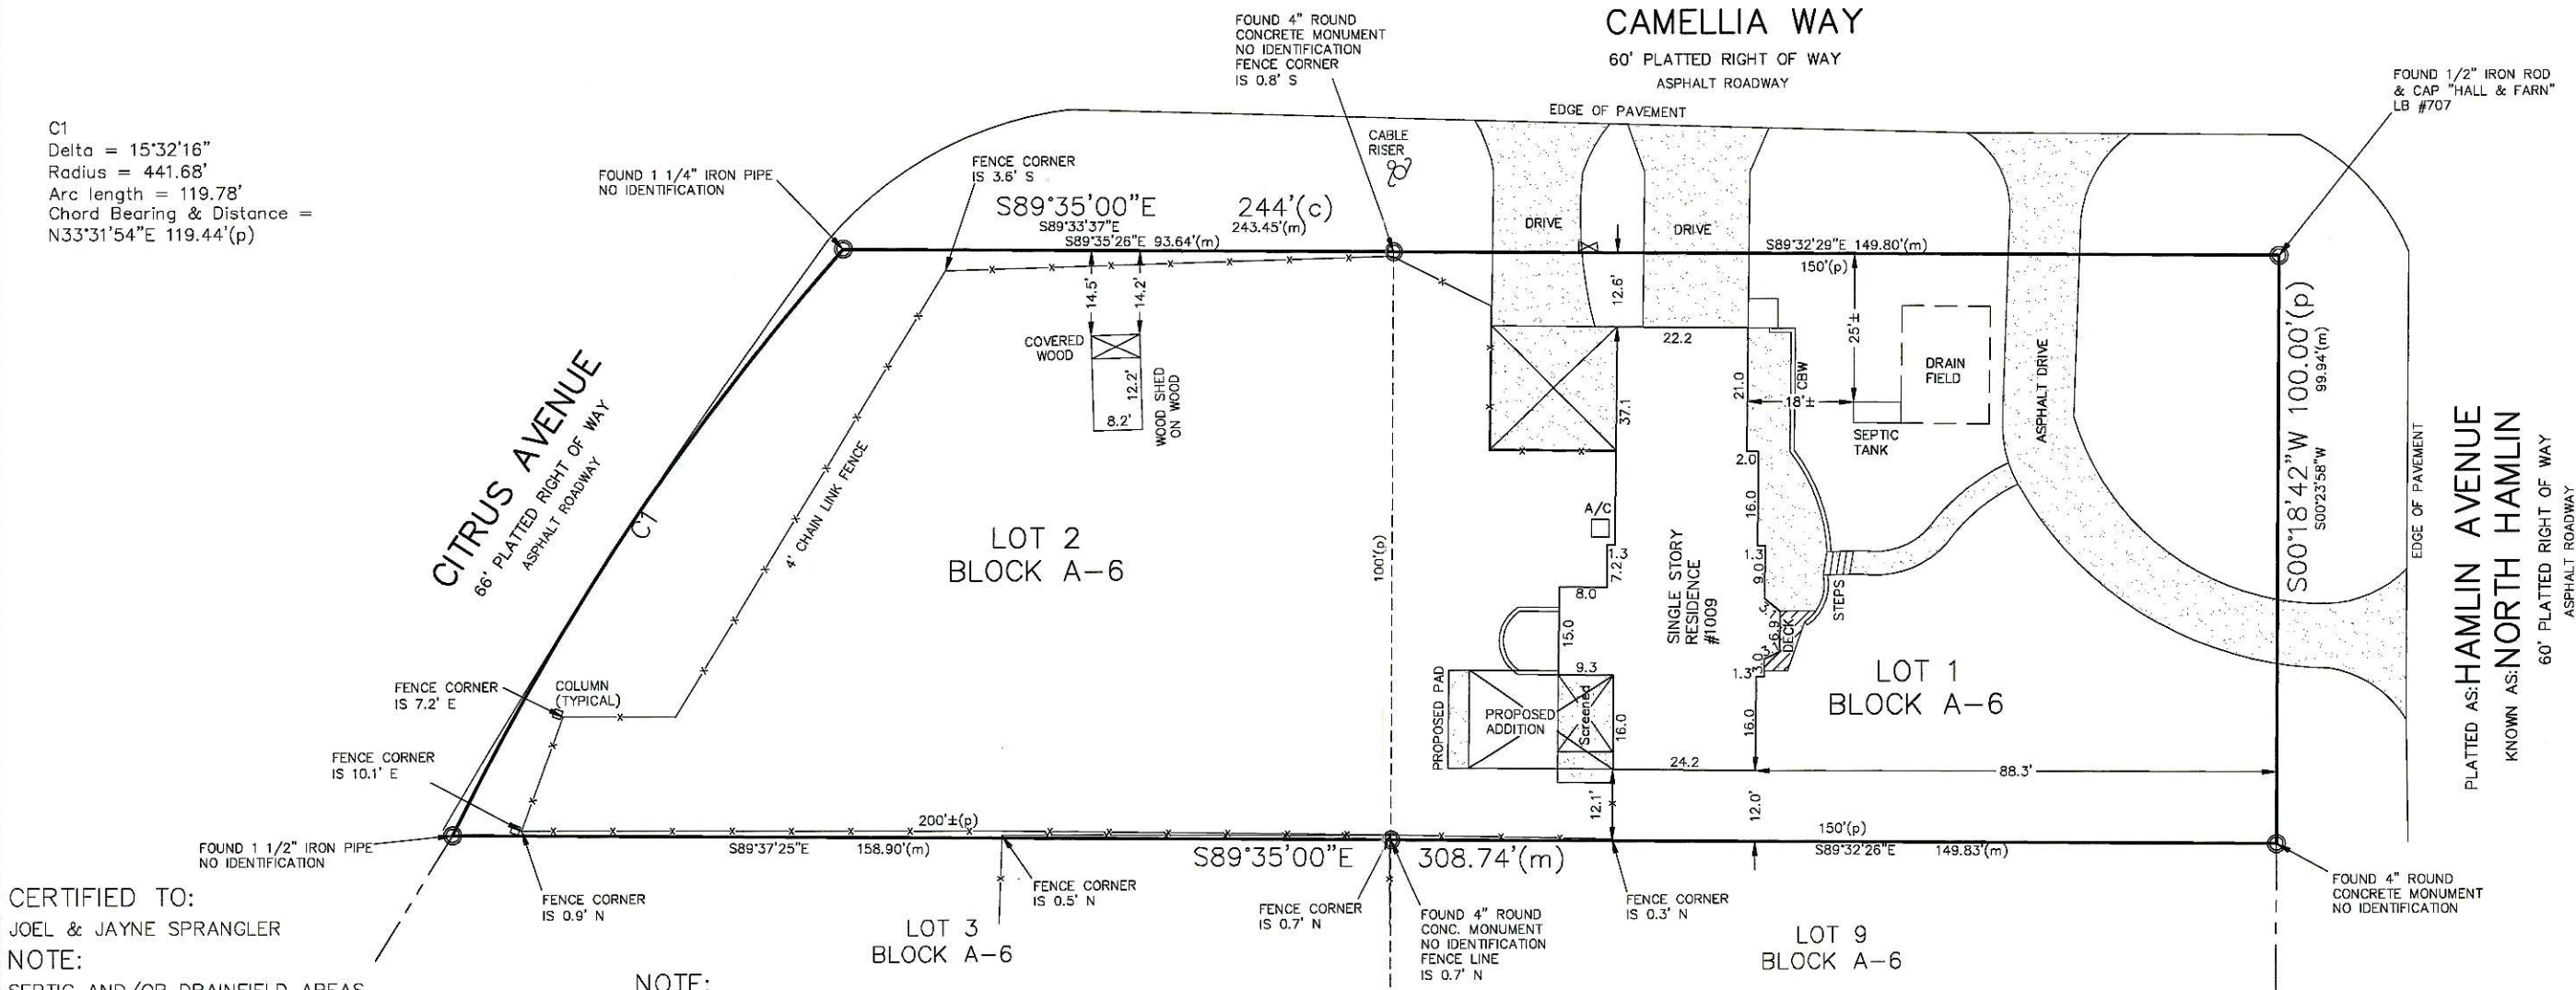 CAMELLIA WAY
60' PLATTED RIGHT OF WAY
ASPHALT ROADWAY
EDGE OF PAVEMENT
FOUND 4" ROUND
CONCRETE MONUMENT
NO IDENTIFICATION
FENCE CORNER
IS 0.8' S
FOUND 1/2" IRON ROD
& CAP "HALL & FARN"
LB #707
C1
Delta = 15°32'16"
Radius = 441.68'
Arc length = 119.78'
Chord Bearing & Distance =
N33°31'54"E 119.44'(p)
FOUND 1 1/4" IRON PIPE
NO IDENTIFICATION
FENCE CORNER
IS 3.6' S
CABLE
RISER
S89°35'00"E 244'(c)
S89°33'37"E 243.45'(m)
S89°35'26"E 93.64'(m)
DRIVE
DRIVE
S89°32'29"E 149.80'(m)
150'(p)
14.5'
14.2'
12.6'
25'±
COVERED
WOOD
12.2'
8.2'
WOOD SHED
ON WOOD
22.2
37.1
21.0
CBW
18'±
DRAIN
FIELD
SEPTIC
TANK
ASPHALT DRIVE
S00°18'42"W 100.00'(p)
S00°23'58"W 99.94'(m)
EDGE OF PAVEMENT
PLATTED AS: HAMLIN AVENUE
KNOWN AS: NORTH HAMLIN
60' PLATTED RIGHT OF WAY
ASPHALT ROADWAY
CITRUS AVENUE
66' PLATTED RIGHT OF WAY
ASPHALT ROADWAY
C1
4' CHAIN LINK FENCE
LOT 2
BLOCK A-6
100'(p)
A/C
2.0
16.0
1.3
7.2
8.0
15.0
9.3
1.3
9.0
3.1
6.9
3.1
3.0
1.3
DECK
STEPS
SINGLE STORY
RESIDENCE
#1009
LOT 1
BLOCK A-6
PROPOSED PAD
PROPOSED
ADDITION
Screened
16.0
16.0
24.2
88.3'
12.1'
12.0'
FENCE CORNER
IS 7.2' E
COLUMN
(TYPICAL)
FENCE CORNER
IS 10.1' E
FOUND 1 1/2" IRON PIPE
NO IDENTIFICATION
200'±(p)
S89°37'25"E 158.90'(m)
S89°35'00"E 308.74'(m)
150'(p)
S89°32'26"E 149.83'(m)
FENCE CORNER
IS 0.9' N
FENCE CORNER
IS 0.5' N
FENCE CORNER
IS 0.7' N
FOUND 4" ROUND
CONC. MONUMENT
NO IDENTIFICATION
FENCE LINE
IS 0.7' N
FENCE CORNER
IS 0.3' N
FOUND 4" ROUND
CONCRETE MONUMENT
NO IDENTIFICATION
LOT 3
BLOCK A-6
LOT 9
BLOCK A-6
CERTIFIED TO:
JOEL & JAYNE SPRANGLER
NOTE:
SEPTIC AND/OR DRAINFIELD AREAS
NOTE: